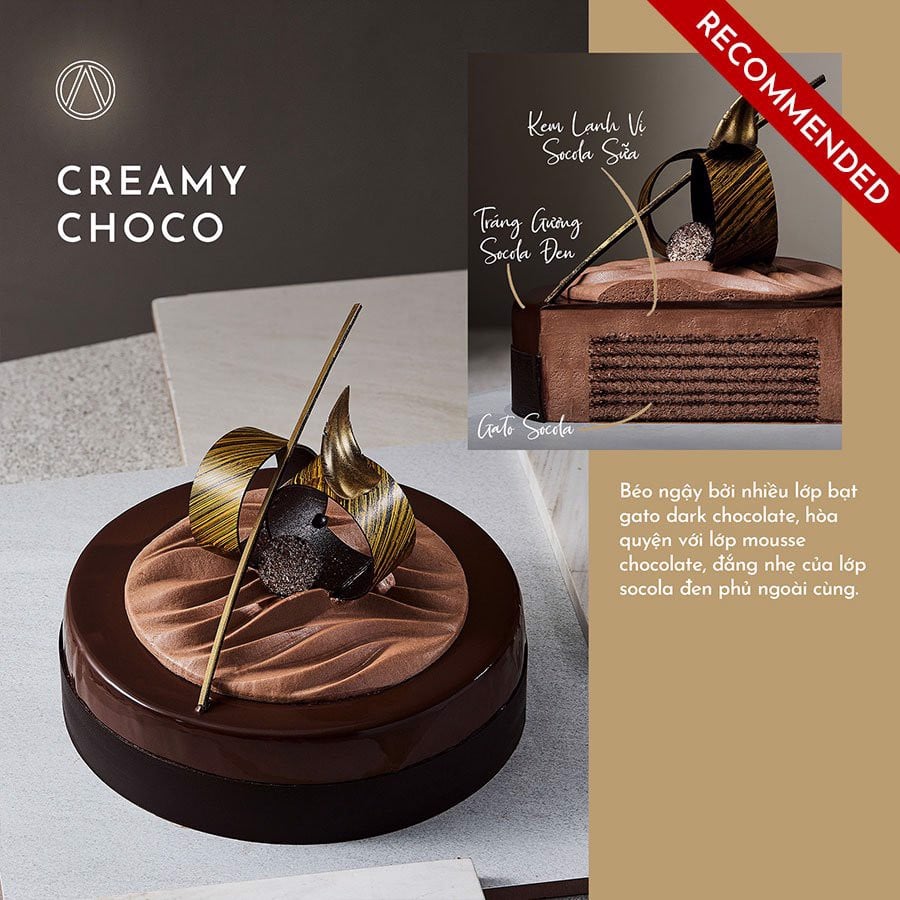 CREAMY
CHOCO
RECOMMENDED
Kem Lạnh Vị
Socola Sữa
Tráng Gương
Socola Đen
Gato Socola
Béo ngậy bởi nhiều lớp bạt
gato dark chocolate, hòa
quyện với lớp mousse
chocolate, đắng nhẹ của lớp
socola đen phủ ngoài cùng.